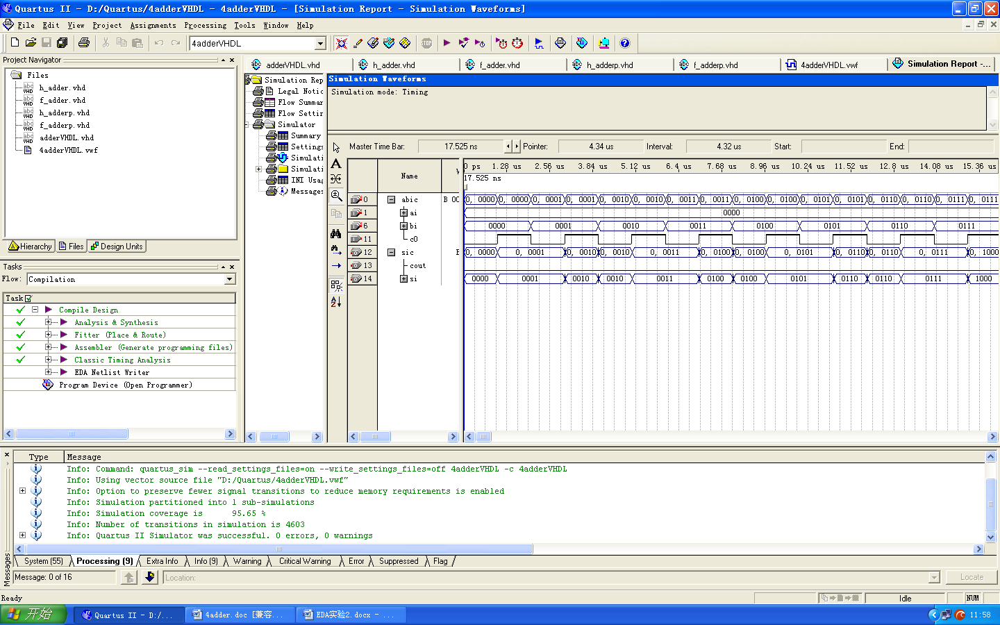 Quartus II - D:/Quartus/4adderVHDL - 4adderVHDL - [Simulation Report - Simulation Waveforms]
File Edit View Project Assignments Processing Tools Window Help
4adderVHDL
Project Navigator
Files
h_adder.vhd
f_adder.vhd
h_adderp.vhd
f_adderp.vhd
adderVHDL.vhd
4adderVHDL.vwf
Hierarchy Files Design Units
Tasks
Flow: Compilation
Task
Compile Design
Analysis & Synthesis
Fitter (Place & Route)
Assembler (Generate programming files)
Classic Timing Analysis
EDA Netlist Writer
Program Device (Open Programmer)
adderVHDL.vhd h_adder.vhd f_adder.vhd h_adderp.vhd f_adderp.vhd 4adderVHDL.vwf Simulation Report -...
Simulation Rep
Legal Notic
Flow Summar
Flow Settir
Simulator
Summary
Settings
Simulati
Simulati
INI Usag
Messages
Simulation Waveforms
Simulation mode: Timing
Master Time Bar: 17.525 ns Pointer: 4.34 us Interval: 4.32 us Start: End:
Name
0 ps 1.28 us 2.56 us 3.84 us 5.12 us 6.4 us 7.68 us 8.96 us 10.24 us 11.52 us 12.8 us 14.08 us 15.36 us
17.525 ns
0 abic B 00 0, 0000 0, 0000 0, 0001 0, 0001 0, 0010 0, 0010 0, 0011 0, 0011 0, 0100 0, 0100 0, 0101 0, 0101 0, 0110 0, 0110 0, 0111 0, 0111
1 ai 0000
6 bi 0000 0001 0010 0011 0100 0101 0110 0111
11 c0
12 sic B 0, 0000 0, 0001 0, 0010 0, 0010 0, 0011 0, 0100 0, 0100 0, 0101 0, 0110 0, 0110 0, 0111 0, 1000
13 cout
14 si 0000 0001 0010 0010 0011 0100 0100 0101 0110 0110 0111 1000
Type Message
Info: Command: quartus_sim --read_settings_files=on --write_settings_files=off 4adderVHDL -c 4adderVHDL
Info: Using vector source file "D:/Quartus/4adderVHDL.vwf"
Info: Option to preserve fewer signal transitions to reduce memory requirements is enabled
Info: Simulation partitioned into 1 sub-simulations
Info: Simulation coverage is 95.65 %
Info: Number of transitions in simulation is 4603
Info: Quartus II Simulator was successful. 0 errors, 0 warnings
System (55) Processing (9) Extra Info Info (9) Warning Critical Warning Error Suppressed Flag
Messages
Message: 0 of 16 Location: Locate
Ready Idle NUM
开始 Quartus II - D:/... 4adder.doc [兼容... EDA实验2.docx - ... 11:58